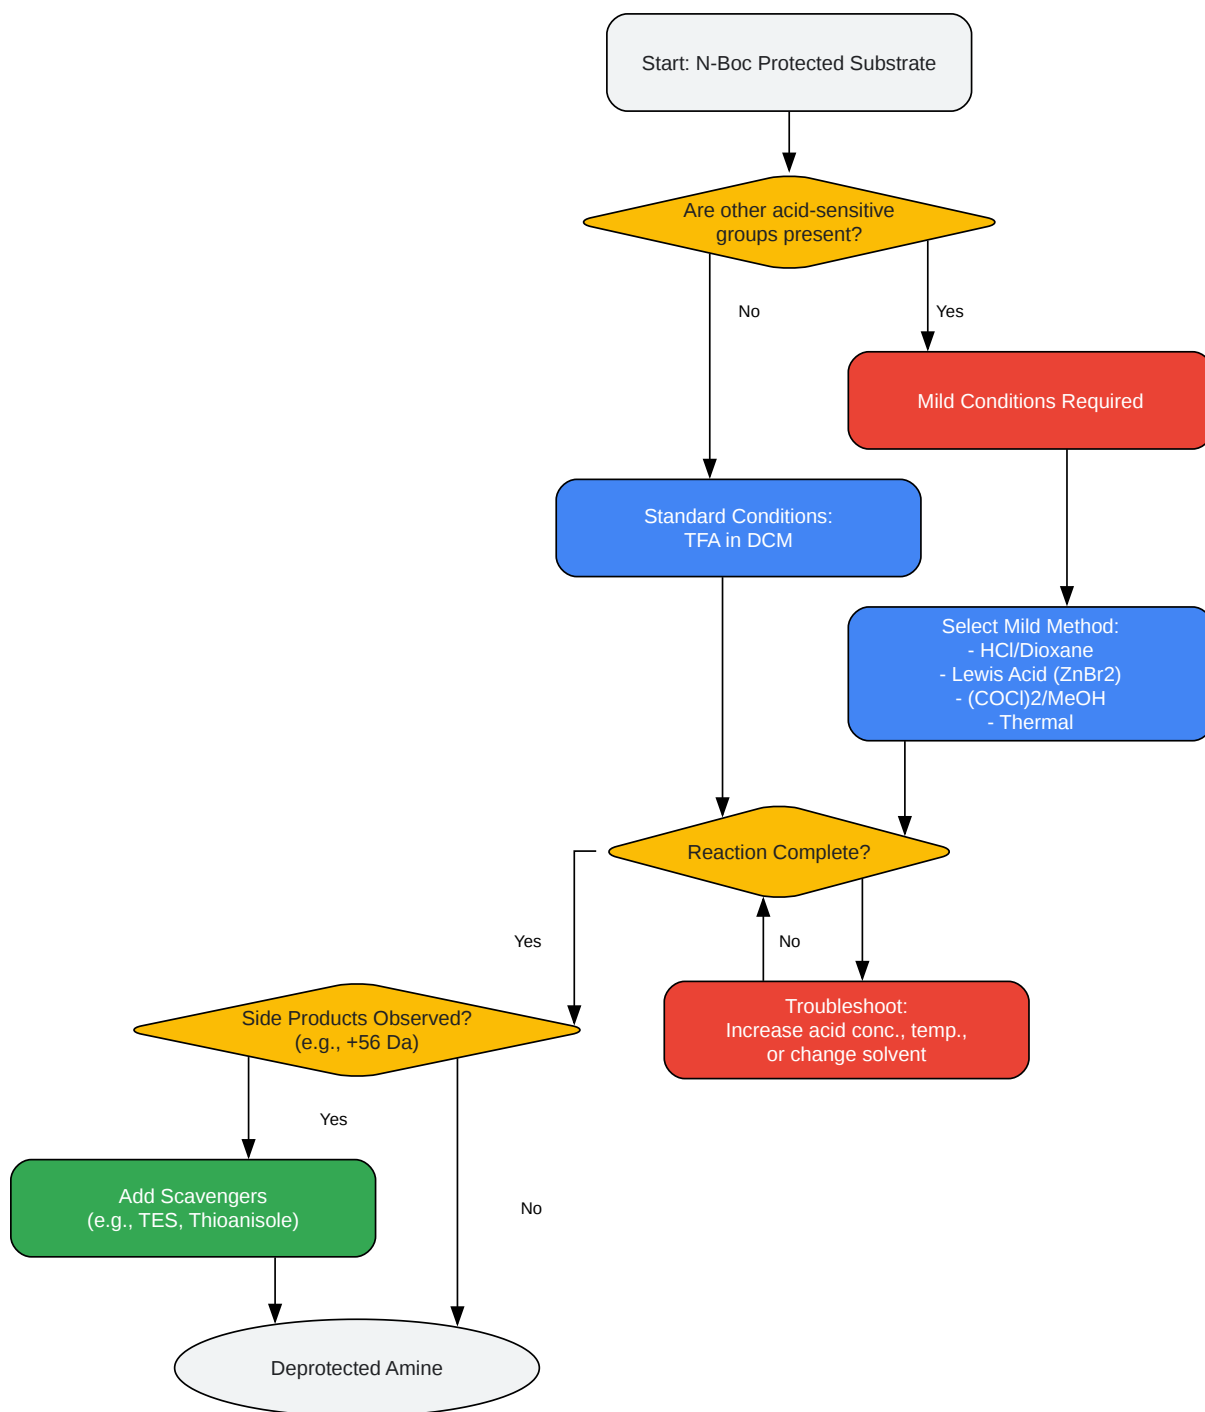 Start: N-Boc Protected Substrate
Are other acid-sensitive
groups present?
No
Yes
Mild Conditions Required
Standard Conditions:
TFA in DCM
Select Mild Method:
- HCl/Dioxane
- Lewis Acid (ZnBr2)
- (COCl)2/MeOH
- Thermal
Reaction Complete?
Yes
No
Side Products Observed?
(e.g., +56 Da)
Troubleshoot:
Increase acid conc., temp.,
or change solvent
Yes
Add Scavengers
(e.g., TES, Thioanisole)
No
Deprotected Amine